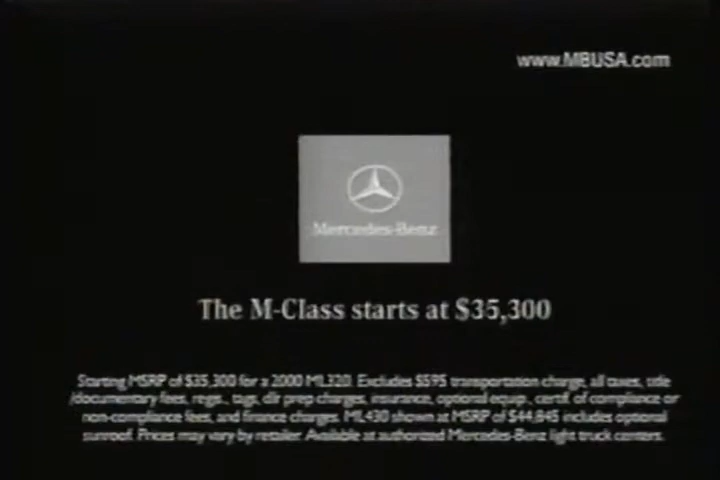 www.MBUSA.com
Mercedes-Benz
The M-Class starts at $35,300
Starting MSRP of $35,300 for a 2000 ML320. Excludes $595 transportation charge, all taxes, title
/documentary fees, regis., tags, dlr prep charges, insurance, optional equip., certif. of compliance or
non-compliance fees, and finance charges. ML430 shown at MSRP of $44,845 includes optional
sunroof. Prices may vary by retailer. Available at authorized Mercedes-Benz light truck centers.